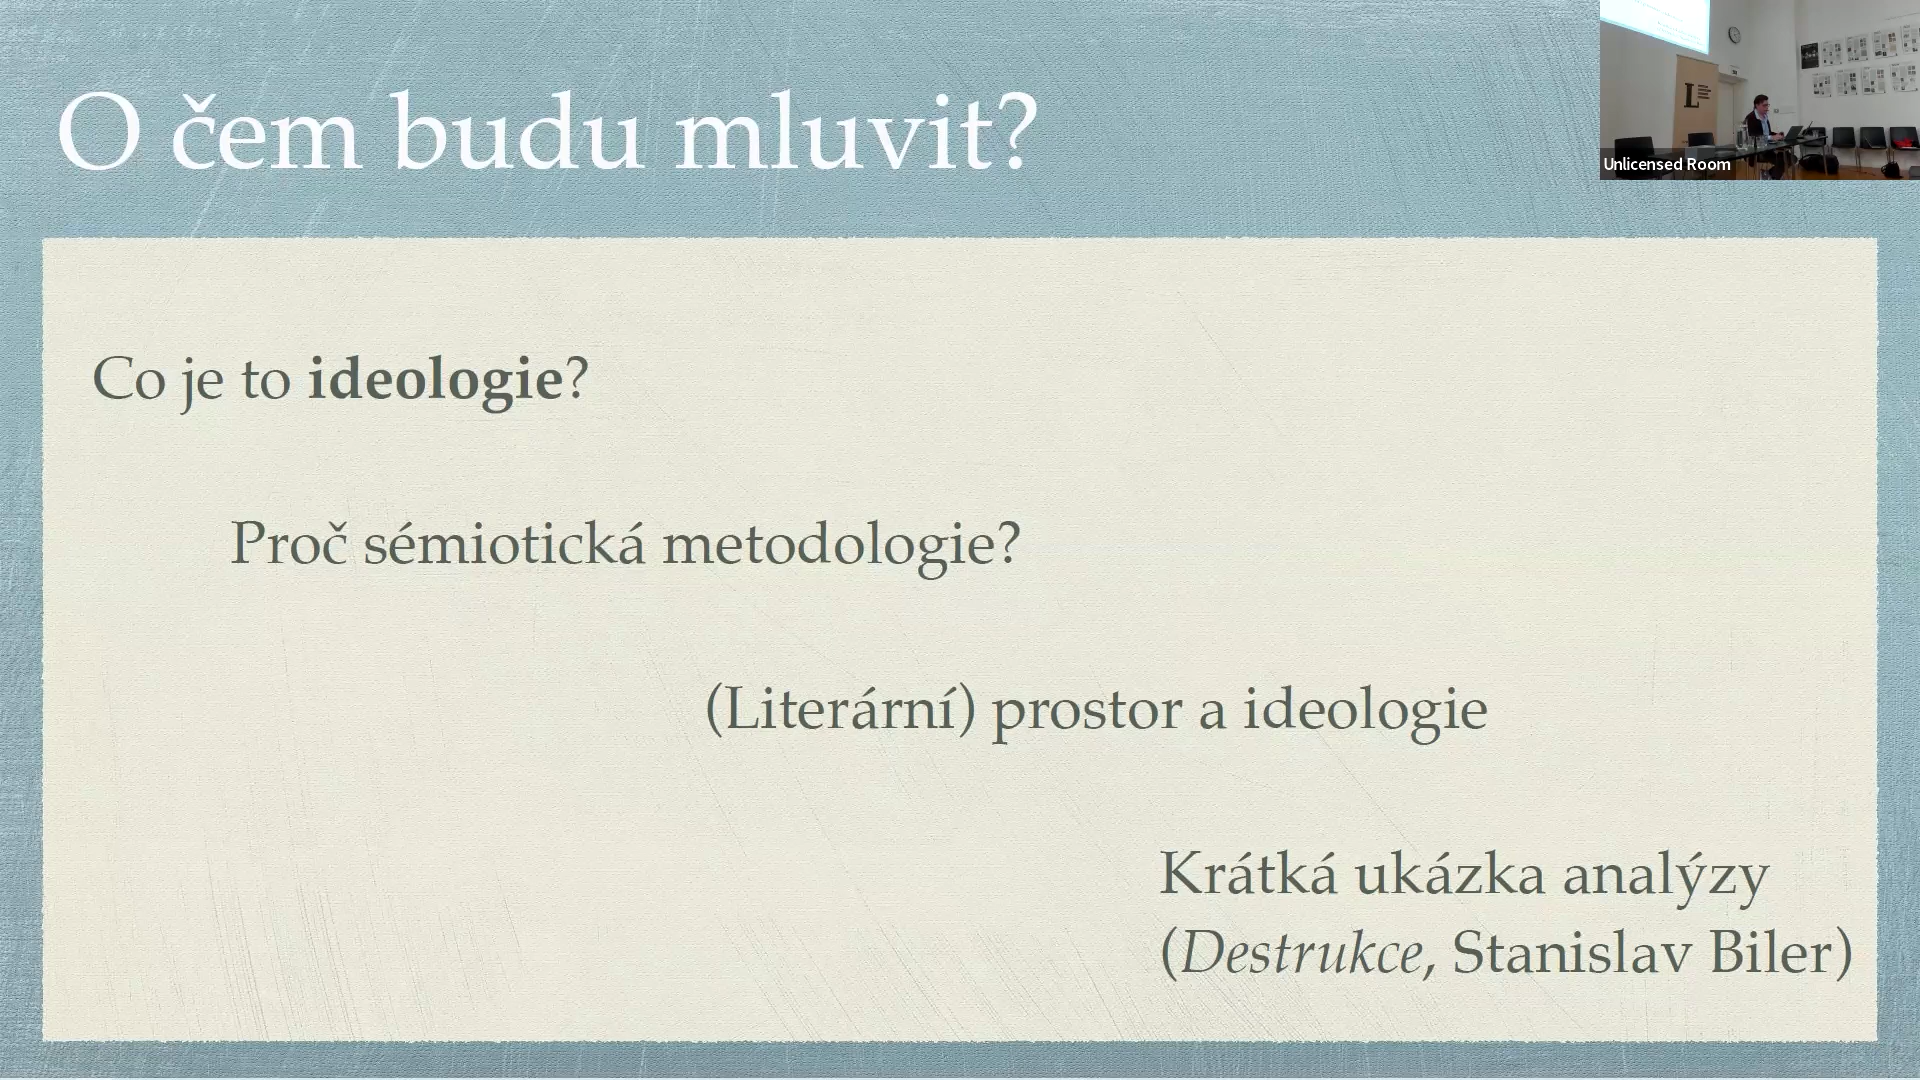 O čem budu mluvit?
Unlicensed Room
Co je to ideologie?
Proč sémiotická metodologie?
(Literární) prostor a ideologie
Krátká ukázka analýzy
(Destrukce, Stanislav Biler)
L